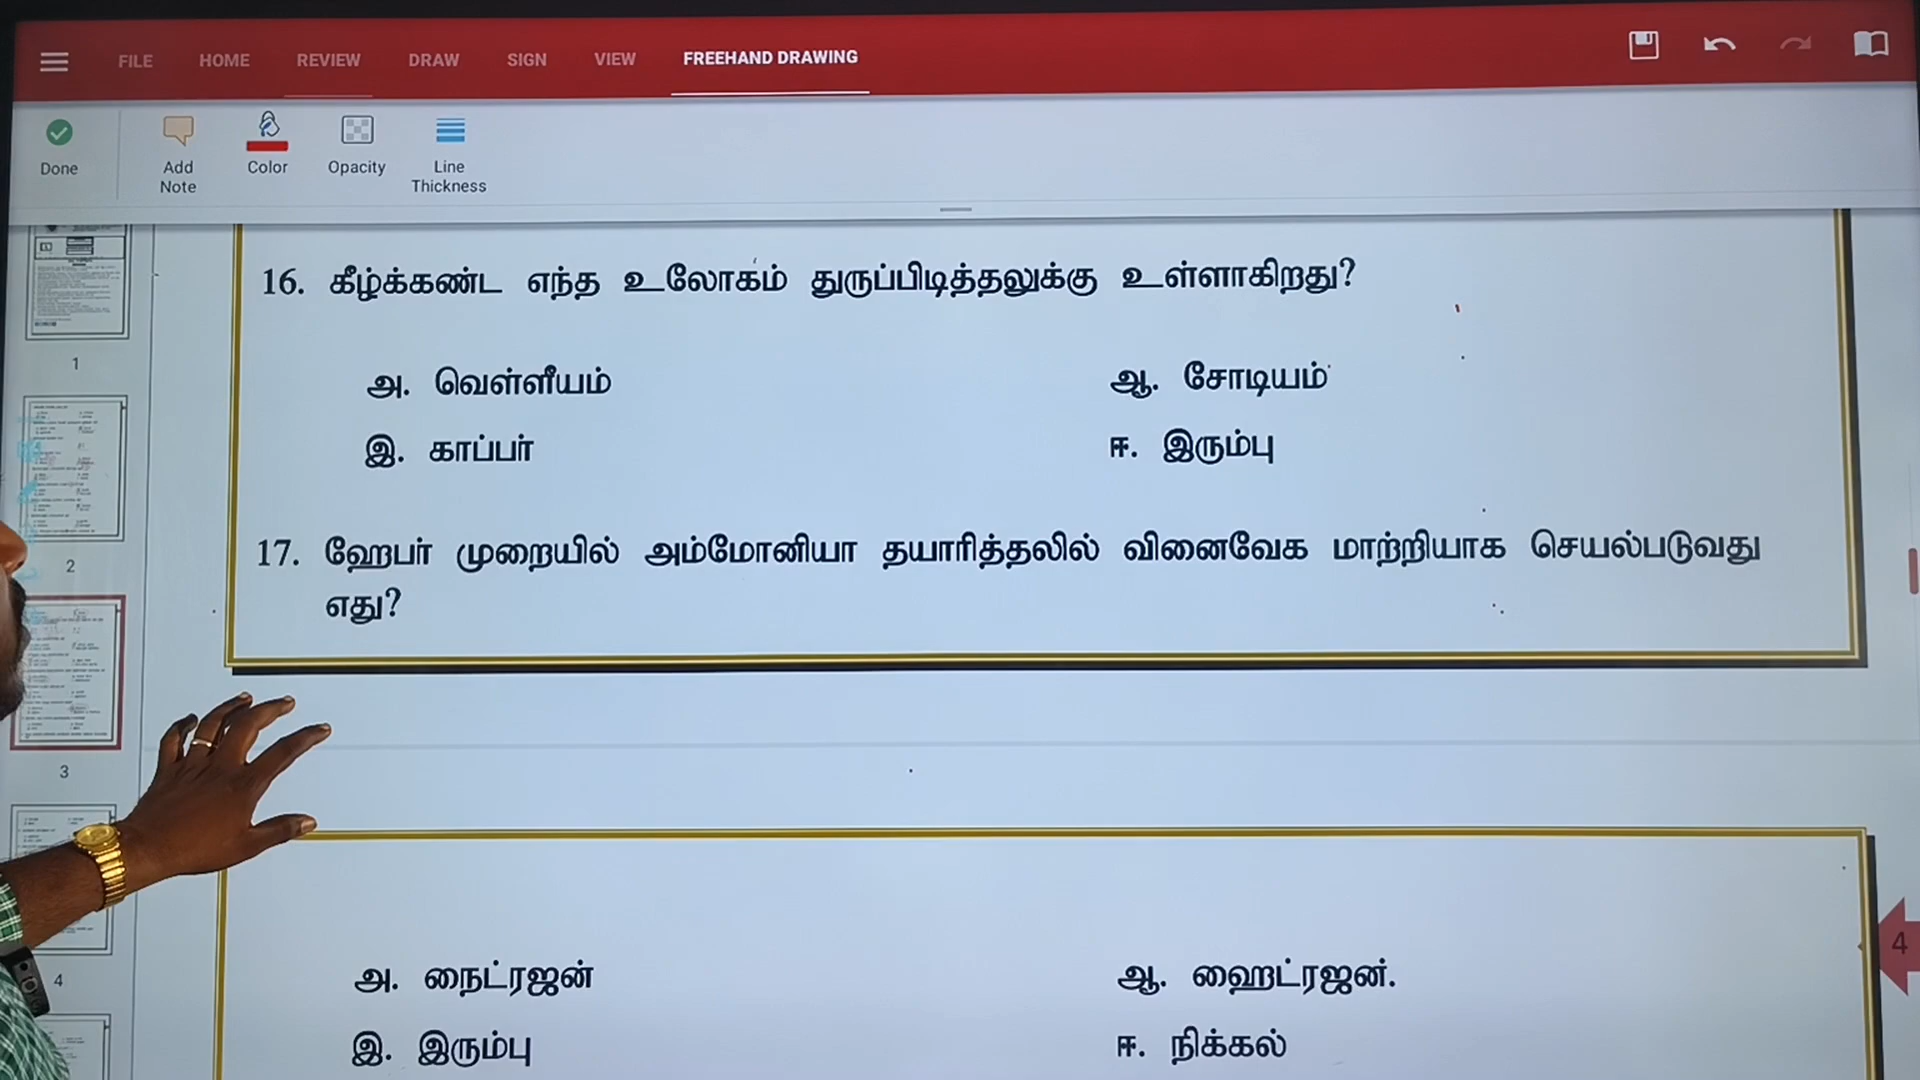 FILE HOME REVIEW DRAW SIGN VIEW FREEHAND DRAWING
Done Add Note Color Opacity Line Thickness
16. கீழ்க்கண்ட எந்த உலோகம் துருப்பிடித்தலுக்கு உள்ளாகிறது?
அ. வெள்ளீயம் ஆ. சோடியம்
இ. காப்பர் ஈ. இரும்பு
17. ஹேபர் முறையில் அம்மோனியா தயாரித்தலில் வினைவேக மாற்றியாக செயல்படுவது
எது?
அ. நைட்ரஜன் ஆ. ஹைட்ரஜன்.
இ. இரும்பு ஈ. நிக்கல்
1
2
3
4
4